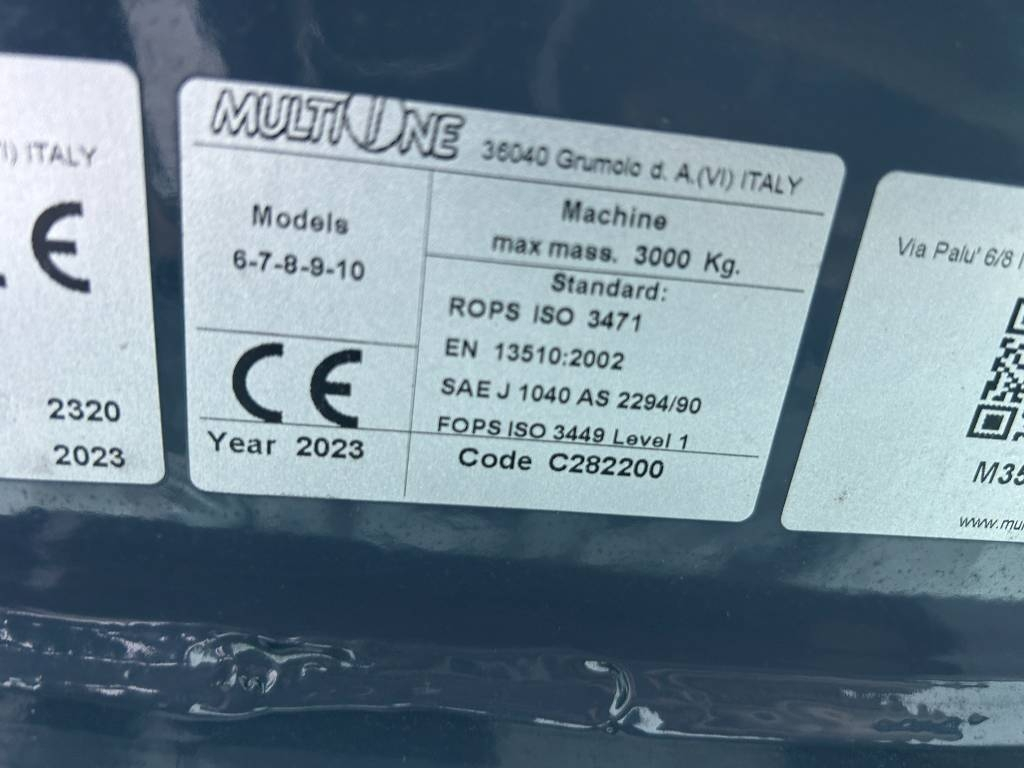 I) ITALY
CE
2320
2023
MULTIONE 36040 Grumolo d. A.(VI) ITALY
Models
6-7-8-9-10
Machine
max mass. 3000 Kg.
Standard:
ROPS ISO 3471
EN 13510:2002
SAE J 1040 AS 2294/90
FOPS ISO 3449 Level 1
CE
Year 2023
Code C282200
Via Palu' 6/8
M35
www.mu